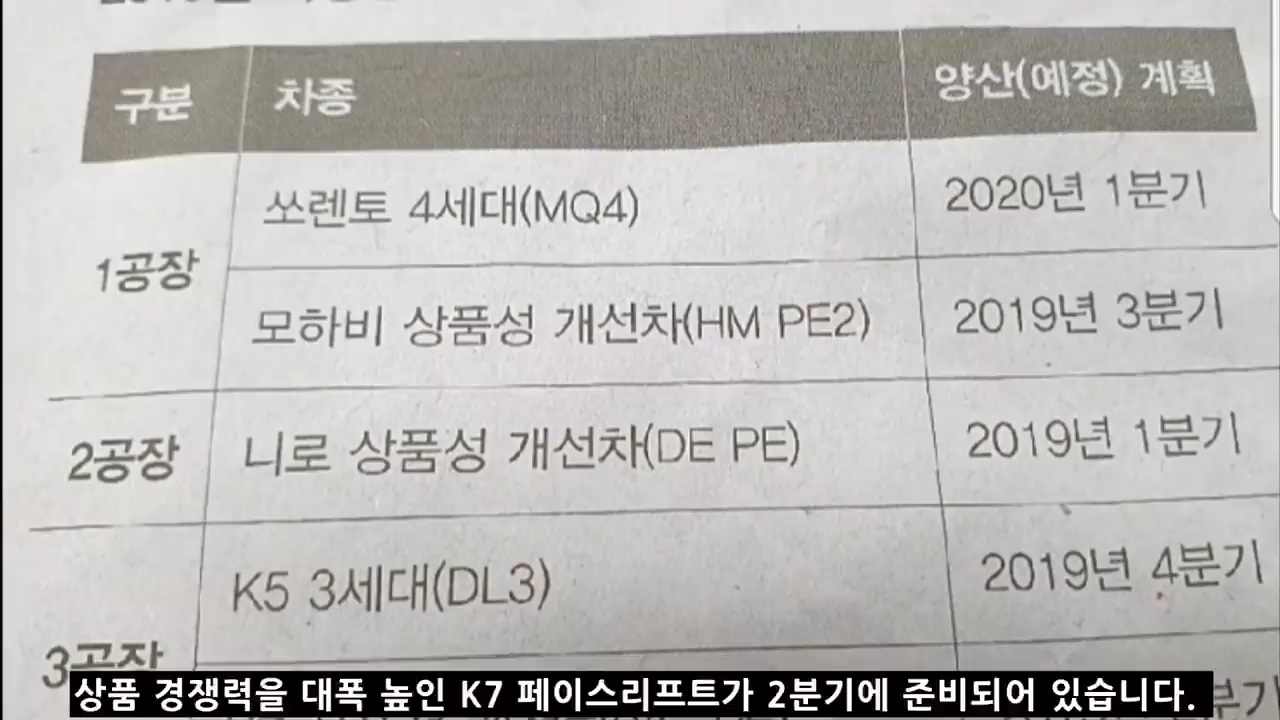 구분 차종 양산(예정) 계획
1공장 쏘렌토 4세대(MQ4) 2020년 1분기
모하비 상품성 개선차(HM PE2) 2019년 3분기
2공장 니로 상품성 개선차(DE PE) 2019년 1분기
3공장 K5 3세대(DL3) 2019년 4분기
상품 경쟁력을 대폭 높인 K7 페이스리프트가 2분기에 준비되어 있습니다.